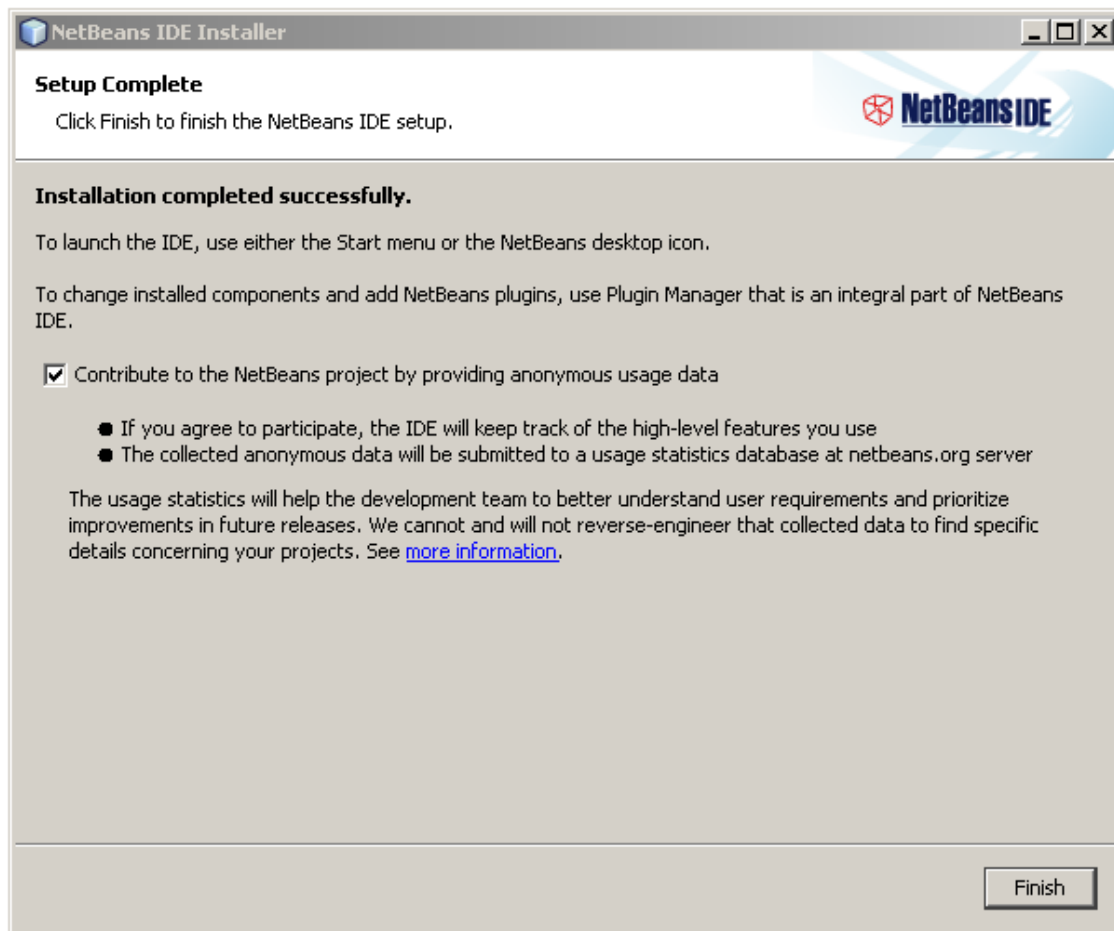 NetBeans IDE Installer
Setup Complete
Click Finish to finish the NetBeans IDE setup.
NetBeans IDE
Installation completed successfully.
To launch the IDE, use either the Start menu or the NetBeans desktop icon.
To change installed components and add NetBeans plugins, use Plugin Manager that is an integral part of NetBeans
IDE.
Contribute to the NetBeans project by providing anonymous usage data
● If you agree to participate, the IDE will keep track of the high-level features you use
● The collected anonymous data will be submitted to a usage statistics database at netbeans.org server
The usage statistics will help the development team to better understand user requirements and prioritize
improvements in future releases. We cannot and will not reverse-engineer that collected data to find specific
details concerning your projects. See more information.
Finish